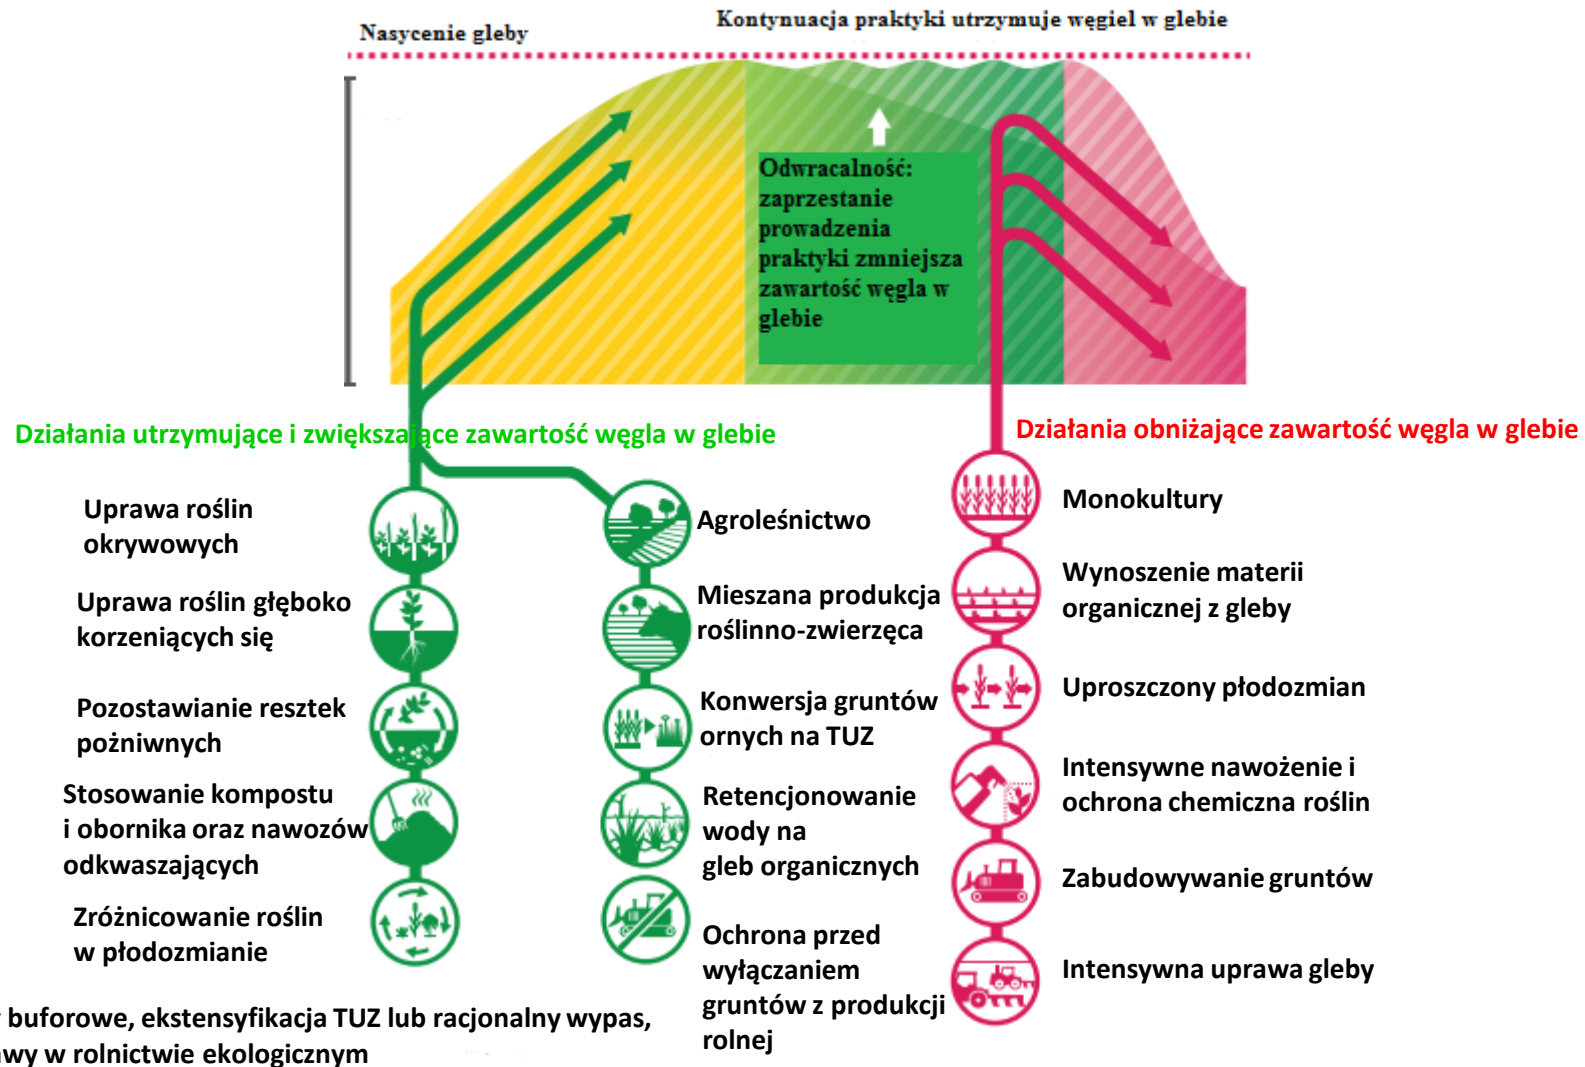 Nasycenie gleby
Kontynuacja praktyki utrzymuje węgiel w glebie
Odwracalność:
zaprzestanie
prowadzenia
praktyki zmniejsza
zawartość węgla w
glebie
Działania utrzymujące i zwiększające zawartość węgla w glebie
Uprawa roślin
okrywowych
Uprawa roślin głęboko
korzeniących się
Pozostawianie resztek
pożniwnych
Stosowanie kompostu
i obornika oraz nawozów
odkwaszających
Zróżnicowanie roślin
w płodozmianie
Agroleśnictwo
Mieszana produkcja
roślinno-zwierzęca
Konwersja gruntów
ornych na TUZ
Retencjonowanie
wody na
gleb organicznych
Ochrona przed
wyłączaniem
gruntów z produkcji
rolnej
Działania obniżające zawartość węgla w glebie
Monokultury
Wynoszenie materii
organicznej z gleby
Uproszczony płodozmian
Intensywne nawożenie i
ochrona chemiczna roślin
Zabudowywanie gruntów
Intensywna uprawa gleby
buforowe, ekstensyfikacja TUZ lub racjonalny wypas,
w rolnictwie ekologicznym